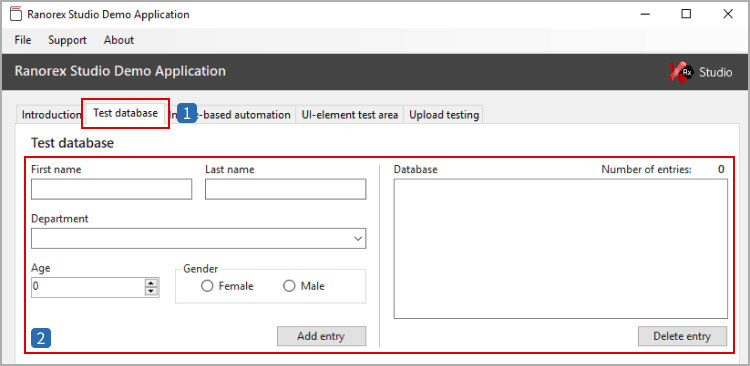 Ranorex Studio Demo Application
File Support About
Ranorex Studio Demo Application
Rx Studio
Introduction Test database 1 -based automation UI-element test area Upload testing
Test database
First name Last name Database Number of entries: 0
Department
Age Gender
0 Female Male
2 Add entry Delete entry